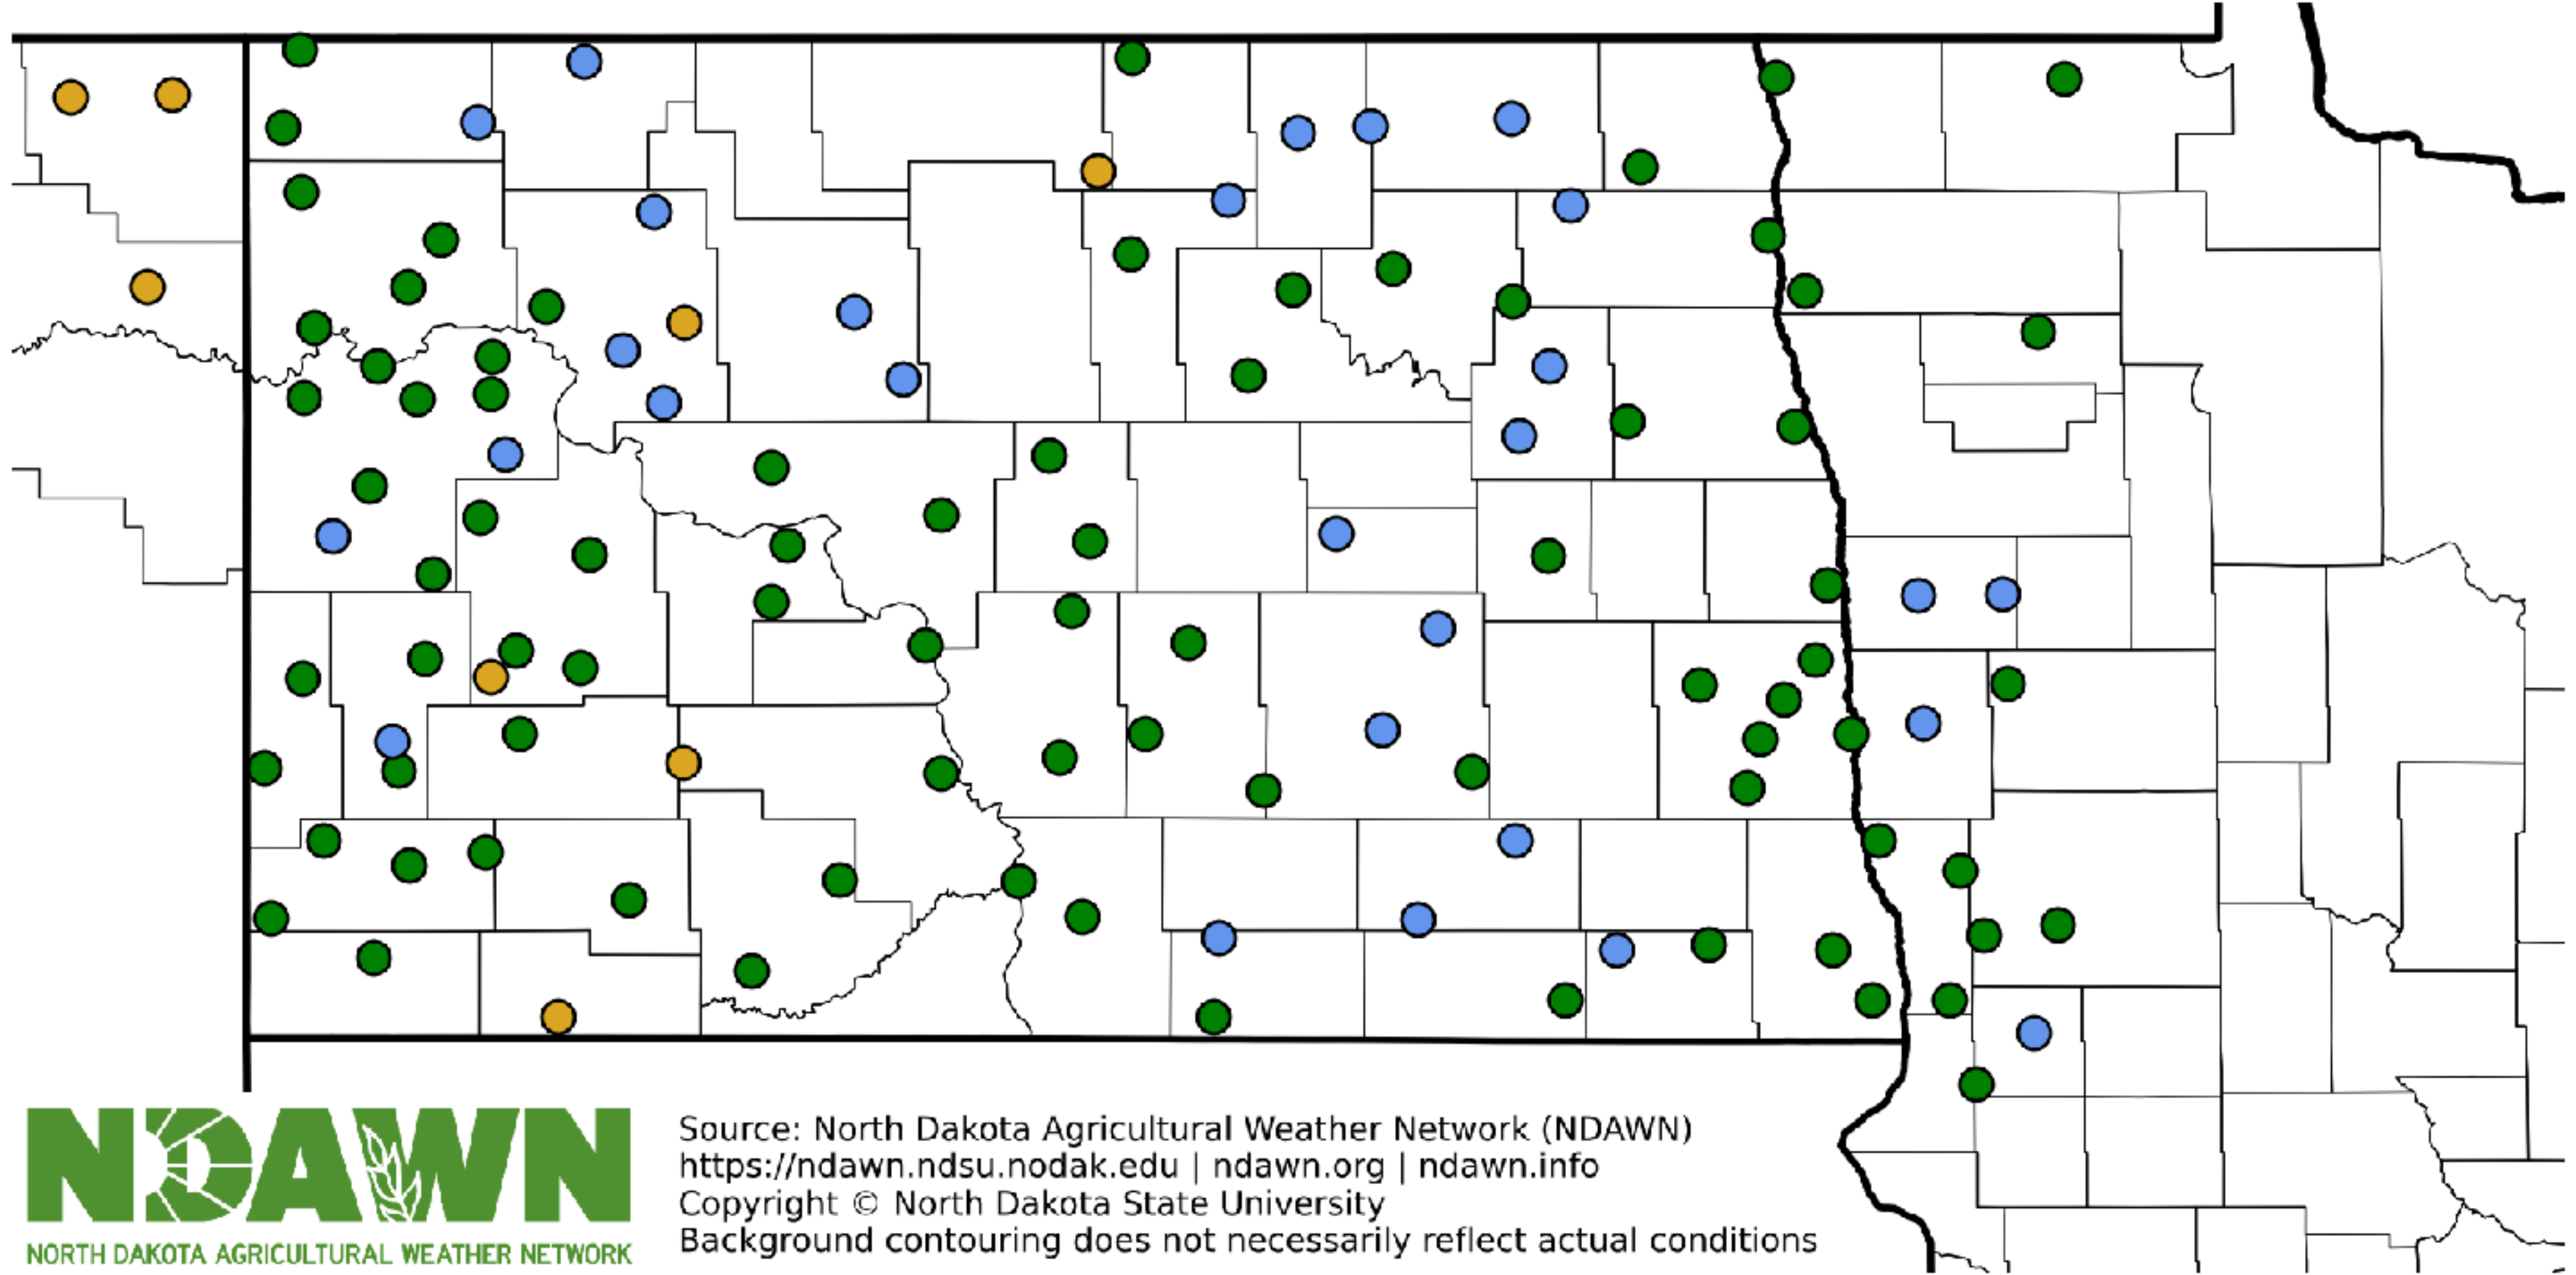 NDAWN
NORTH DAKOTA AGRICULTURAL WEATHER NETWORK
Source: North Dakota Agricultural Weather Network (NDAWN)
https://ndawn.ndsu.nodak.edu | ndawn.org | ndawn.info
Copyright © North Dakota State University
Background contouring does not necessarily reflect actual conditions